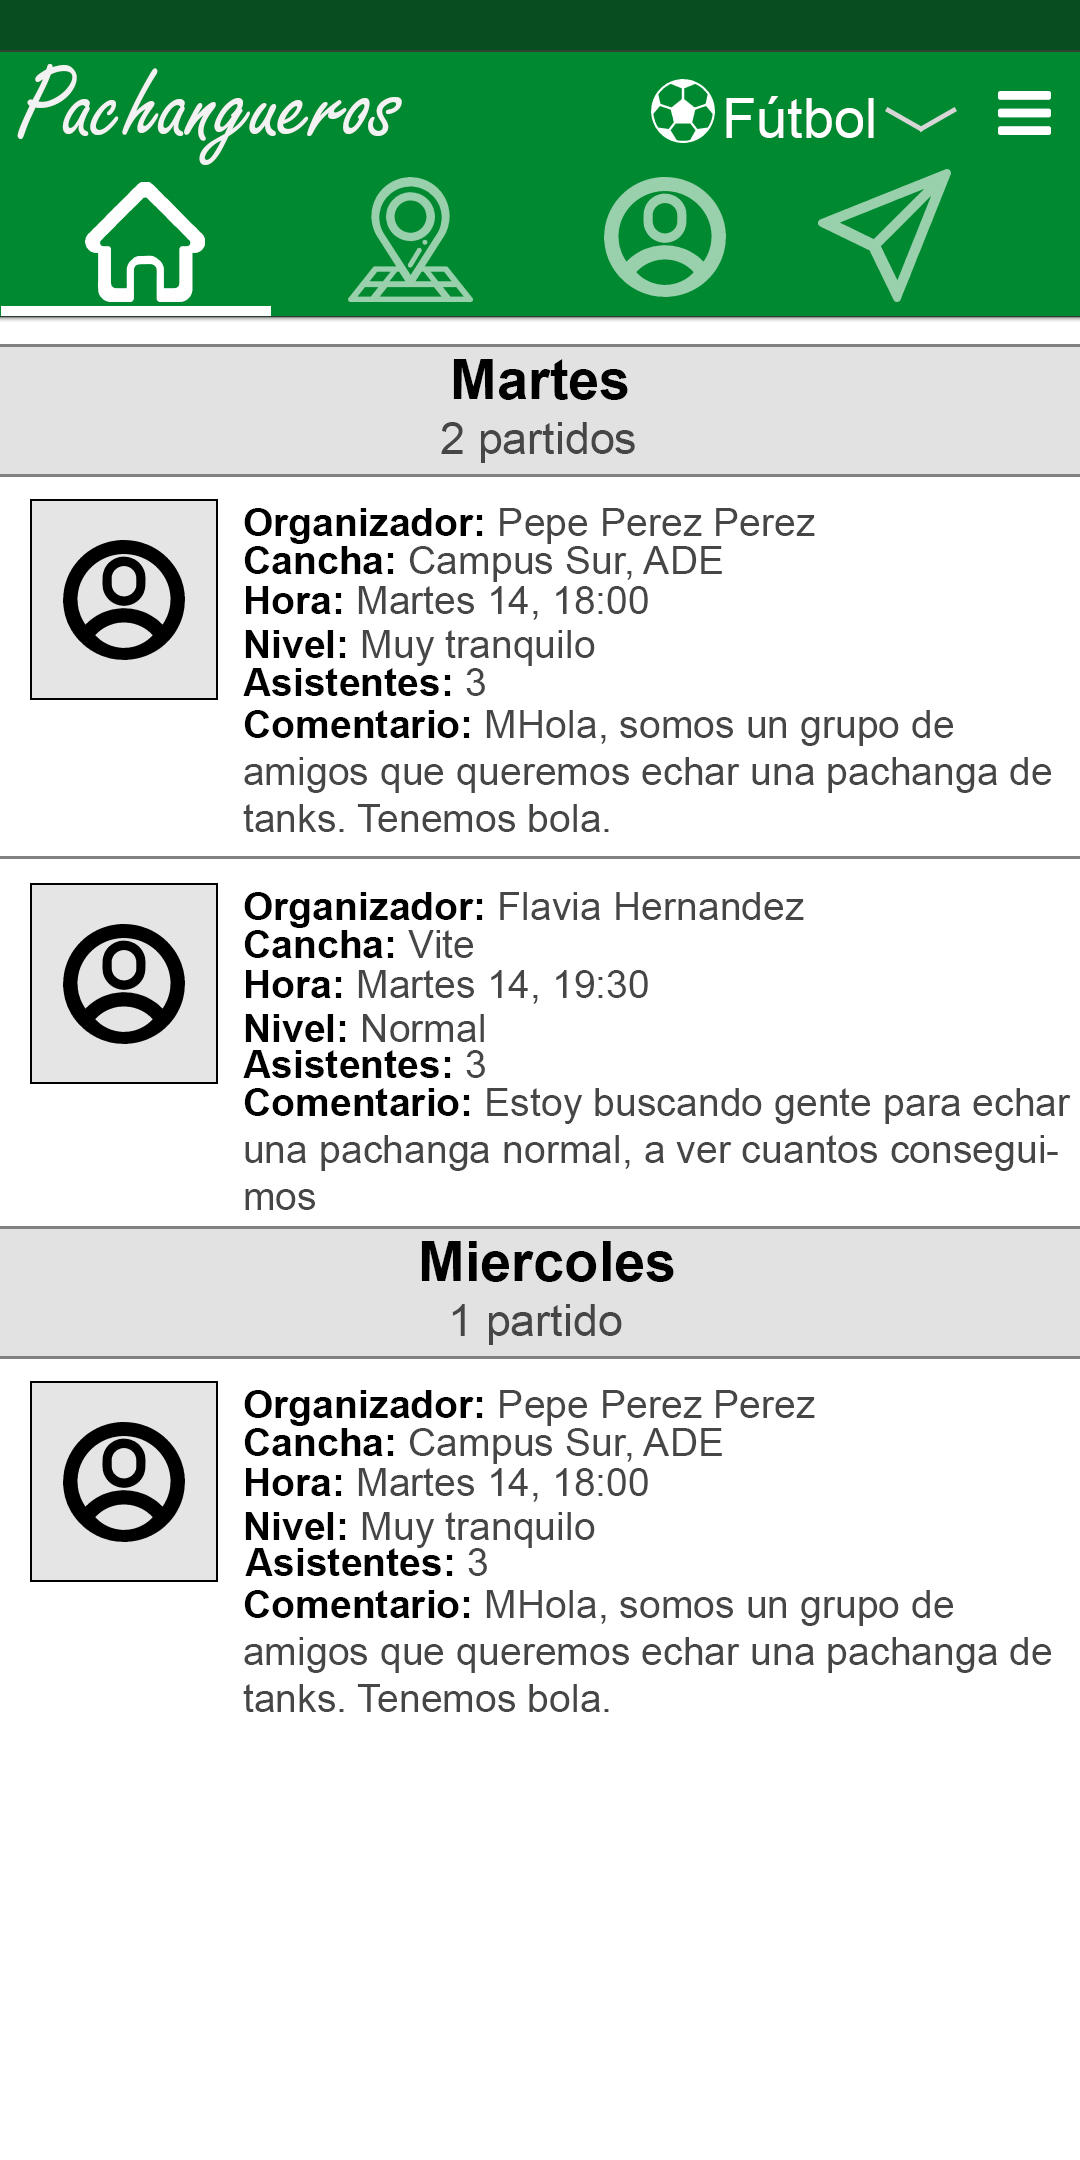 Pachangueros
Fútbol
Martes
2 partidos
Organizador: Pepe Perez Perez
Cancha: Campus Sur, ADE
Hora: Martes 14, 18:00
Nivel: Muy tranquilo
Asistentes: 3
Comentario: MHola, somos un grupo de
amigos que queremos echar una pachanga de
tanks. Tenemos bola.
Organizador: Flavia Hernandez
Cancha: Vite
Hora: Martes 14, 19:30
Nivel: Normal
Asistentes: 3
Comentario: Estoy buscando gente para echar
una pachanga normal, a ver cuantos consegui-
mos
Miercoles
1 partido
Organizador: Pepe Perez Perez
Cancha: Campus Sur, ADE
Hora: Martes 14, 18:00
Nivel: Muy tranquilo
Asistentes: 3
Comentario: MHola, somos un grupo de
amigos que queremos echar una pachanga de
tanks. Tenemos bola.